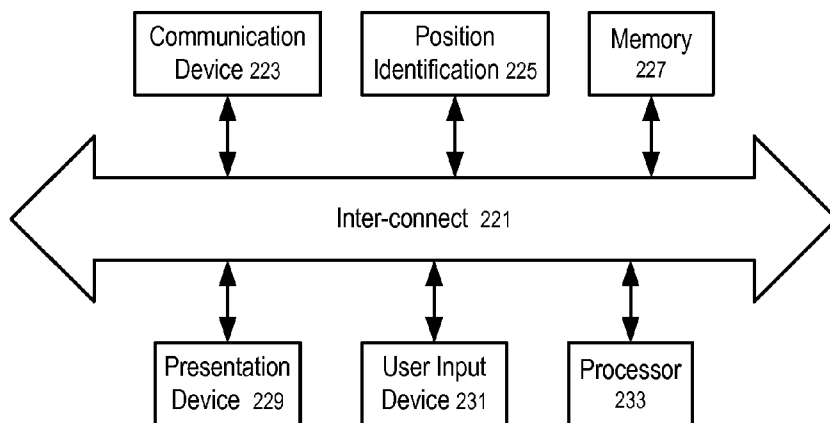 Communication
Device 223
Position
Identification 225
Memory
227
Inter-connect 221
Presentation
Device 229
User Input
Device 231
Processor
233